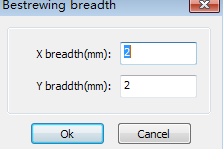 Bestrewing breadth
X breadth(mm): 2
Y braddth(mm): 2
Ok Cancel